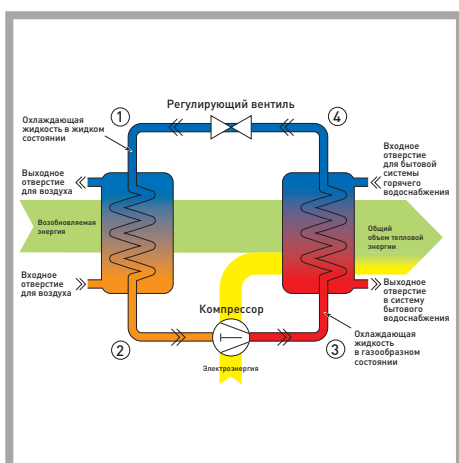 Регулирующий вентиль
1
4
Охлаждающая
жидкость в жидком
состоянии
Входное
отверстие
для бытовой
системы
горячего
водоснабжения
Выходное
отверстие
для воздуха
Возобновляемая
энергия
Общий
объем тепловой
энергии
Входное
отверстие
для воздуха
Выходное
отверстие
в систему
бытового
водоснабжения
Компрессор
2
3
Охлаждающая
жидкость
в газообразном
состоянии
Электроэнергия